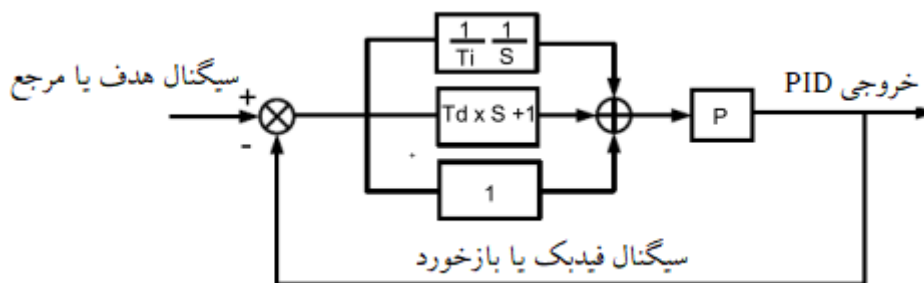 سیگنال هدف یا مرجع
+
-
1/Ti 1/S
Td x S +1
1
P
خروجی PID
سیگنال فیدبک یا بازخورد